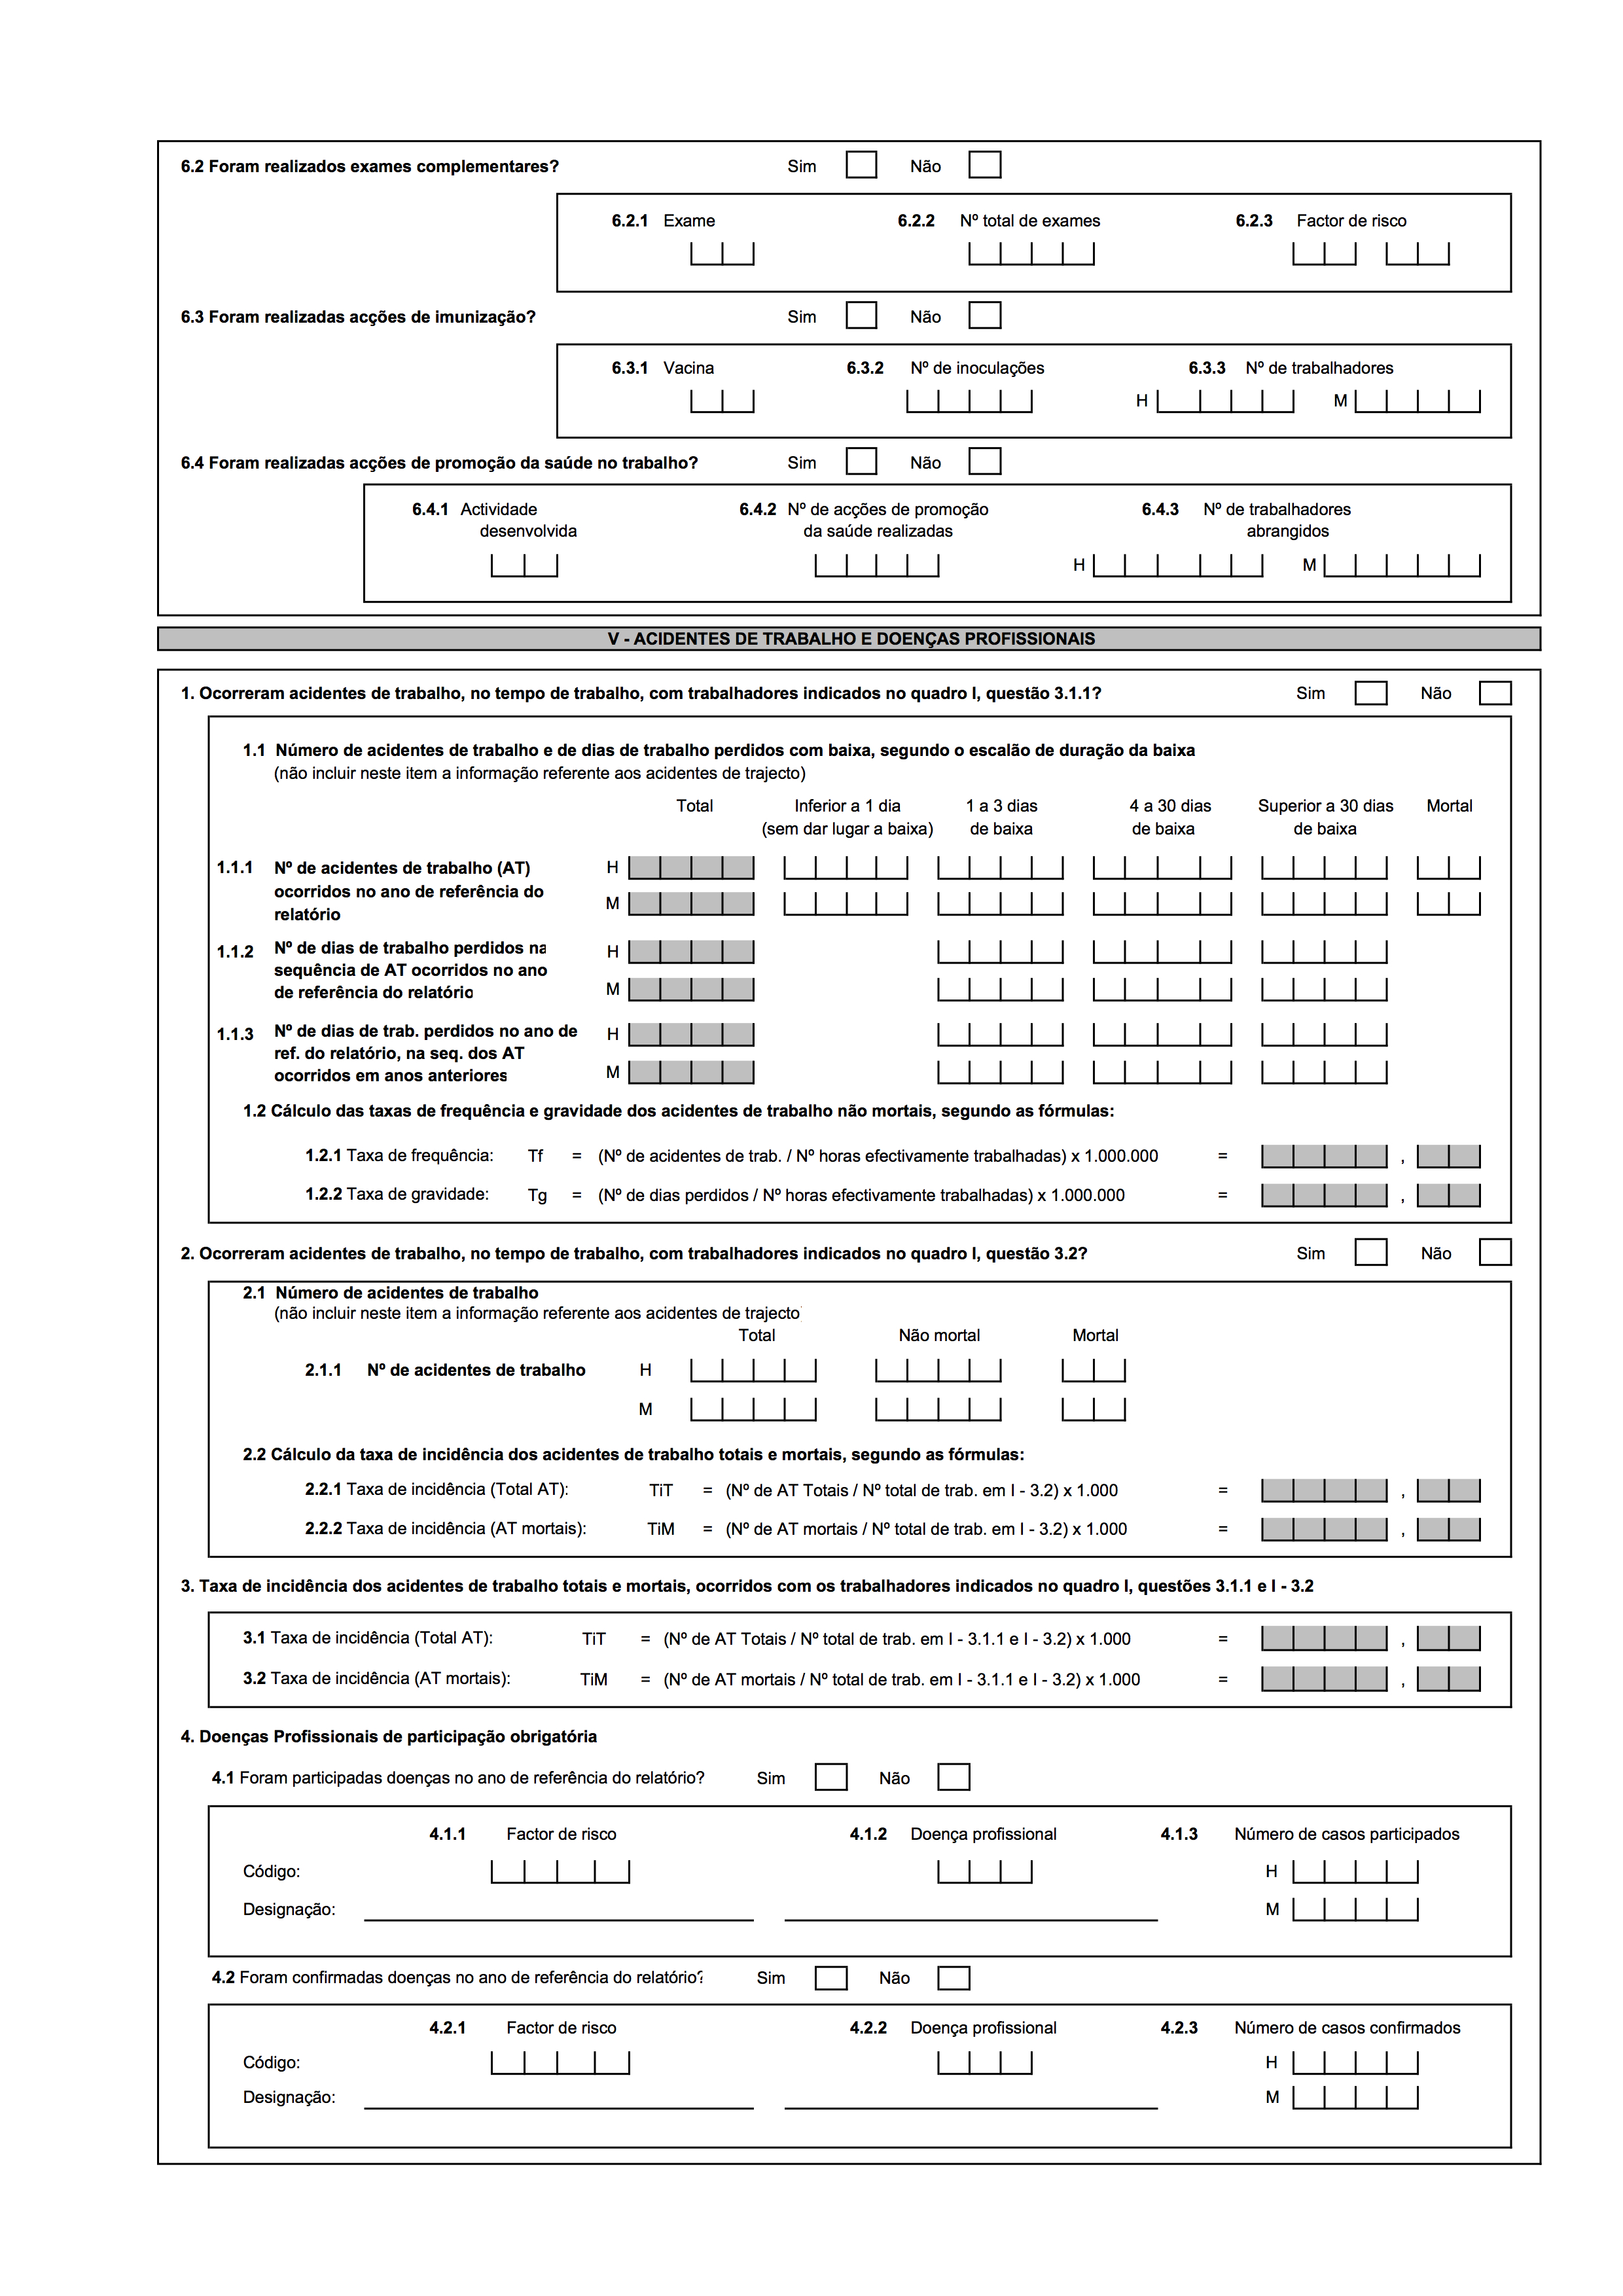 6.2 Foram realizados exames complementares? Sim Não
6.2.1 Exame 6.2.2 Nº total de exames 6.2.3 Factor de risco
6.3 Foram realizadas acções de imunização? Sim Não
6.3.1 Vacina 6.3.2 Nº de inoculações 6.3.3 Nº de trabalhadores
H M
6.4 Foram realizadas acções de promoção da saúde no trabalho? Sim Não
6.4.1 Actividade 6.4.2 Nº de acções de promoção 6.4.3 Nº de trabalhadores
desenvolvida da saúde realizadas abrangidos
H M
V - ACIDENTES DE TRABALHO E DOENÇAS PROFISSIONAIS
1. Ocorreram acidentes de trabalho, no tempo de trabalho, com trabalhadores indicados no quadro I, questão 3.1.1? Sim Não
1.1 Número de acidentes de trabalho e de dias de trabalho perdidos com baixa, segundo o escalão de duração da baixa
(não incluir neste item a informação referente aos acidentes de trajecto)
Total Inferior a 1 dia 1 a 3 dias 4 a 30 dias Superior a 30 dias Mortal
(sem dar lugar a baixa) de baixa de baixa de baixa
1.1.1 Nº de acidentes de trabalho (AT) H
ocorridos no ano de referência do
relatório M
1.1.2 Nº de dias de trabalho perdidos na H
sequência de AT ocorridos no ano
de referência do relatório M
1.1.3 Nº de dias de trab. perdidos no ano de H
ref. do relatório, na seq. dos AT
ocorridos em anos anteriores M
1.2 Cálculo das taxas de frequência e gravidade dos acidentes de trabalho não mortais, segundo as fórmulas:
1.2.1 Taxa de frequência: Tf = (Nº de acidentes de trab. / Nº horas efectivamente trabalhadas) x 1.000.000 = ,
1.2.2 Taxa de gravidade: Tg = (Nº de dias perdidos / Nº horas efectivamente trabalhadas) x 1.000.000 = ,
2. Ocorreram acidentes de trabalho, no tempo de trabalho, com trabalhadores indicados no quadro I, questão 3.2? Sim Não
2.1 Número de acidentes de trabalho
(não incluir neste item a informação referente aos acidentes de trajecto)
Total Não mortal Mortal
2.1.1 Nº de acidentes de trabalho H
M
2.2 Cálculo da taxa de incidência dos acidentes de trabalho totais e mortais, segundo as fórmulas:
2.2.1 Taxa de incidência (Total AT): TiT = (Nº de AT Totais / Nº total de trab. em I - 3.2) x 1.000 = ,
2.2.2 Taxa de incidência (AT mortais): TiM = (Nº de AT mortais / Nº total de trab. em I - 3.2) x 1.000 = ,
3. Taxa de incidência dos acidentes de trabalho totais e mortais, ocorridos com os trabalhadores indicados no quadro I, questões 3.1.1 e I - 3.2
3.1 Taxa de incidência (Total AT): TiT = (Nº de AT Totais / Nº total de trab. em I - 3.1.1 e I - 3.2) x 1.000 = ,
3.2 Taxa de incidência (AT mortais): TiM = (Nº de AT mortais / Nº total de trab. em I - 3.1.1 e I - 3.2) x 1.000 = ,
4. Doenças Profissionais de participação obrigatória
4.1 Foram participadas doenças no ano de referência do relatório? Sim Não
4.1.1 Factor de risco 4.1.2 Doença profissional 4.1.3 Número de casos participados
Código: H
Designação: M
4.2 Foram confirmadas doenças no ano de referência do relatório? Sim Não
4.2.1 Factor de risco 4.2.2 Doença profissional 4.2.3 Número de casos confirmados
Código: H
Designação: M